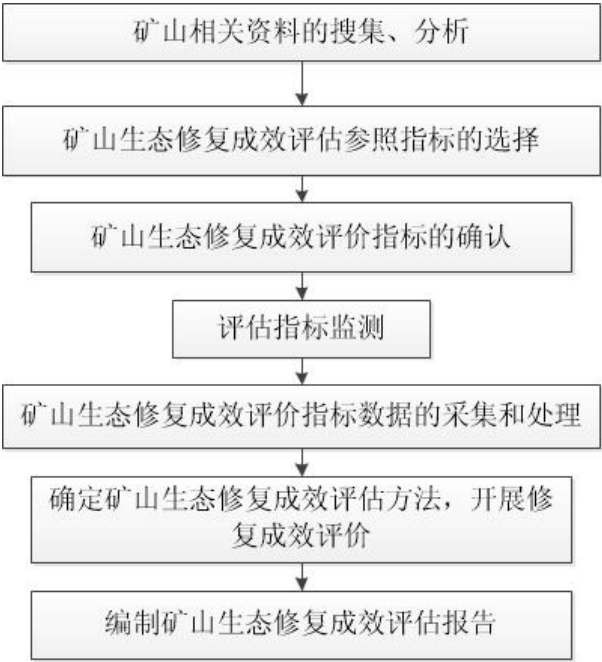 矿山相关资料的搜集、分析
矿山生态修复成效评估参照指标的选择
矿山生态修复成效评价指标的确认
评估指标监测
矿山生态修复成效评价指标数据的采集和处理
确定矿山生态修复成效评估方法，开展修
复成效评价
编制矿山生态修复成效评估报告